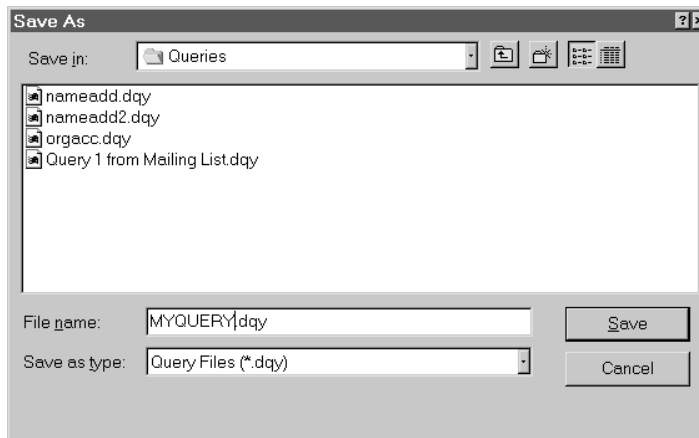 Save As
Save in: Queries
nameadd.dqy
nameadd2.dqy
orgacc.dqy
Query 1 from Mailing List.dqy
File name: MYQUERY.dqy Save
Save as type: Query Files (*.dqy) Cancel